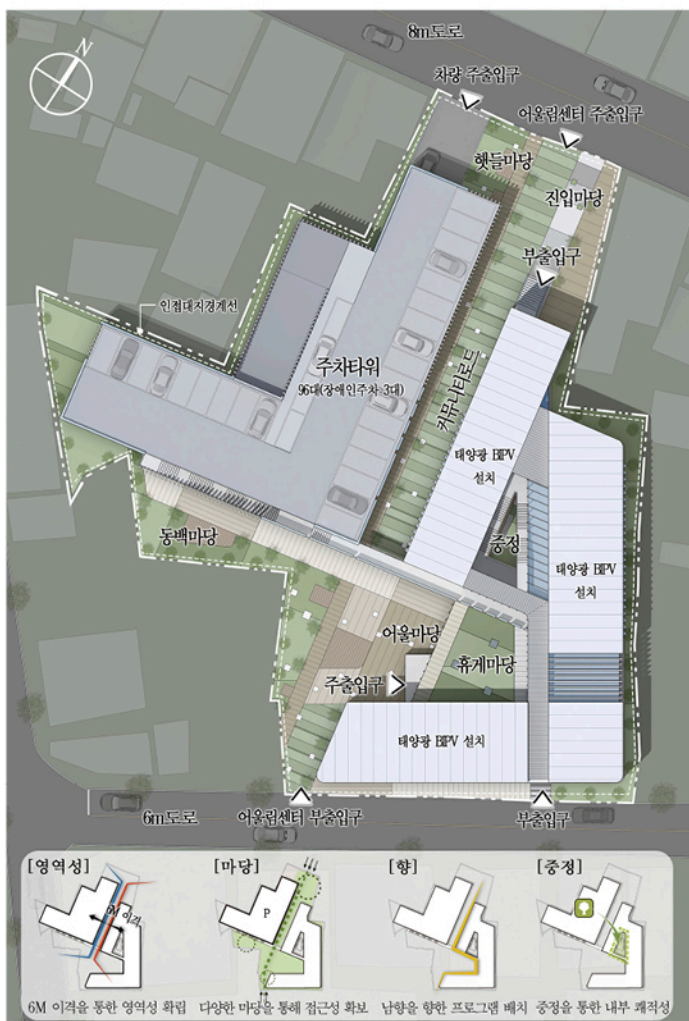 N
8m도로
차량 주출입구
어울림센터 주출입구
햇들마당
진입마당
부출입구
인접대지경계선
주차타워
96대(장애인주차 3대)
커뮤니티로드
태양광 BIPV
설치
중정
태양광 BIPV
설치
동백마당
어울마당
휴게마당
주출입구
태양광 BIPV 설치
6m도로
어울림센터 부출입구
부출입구
[영역성]
6M 이격
6M 이격을 통한 영역성 확립
[마당]
P
다양한 마당을 통해 접근성 확보
[향]
남향을 향한 프로그램 배치
[중정]
중정을 통한 내부 쾌적성